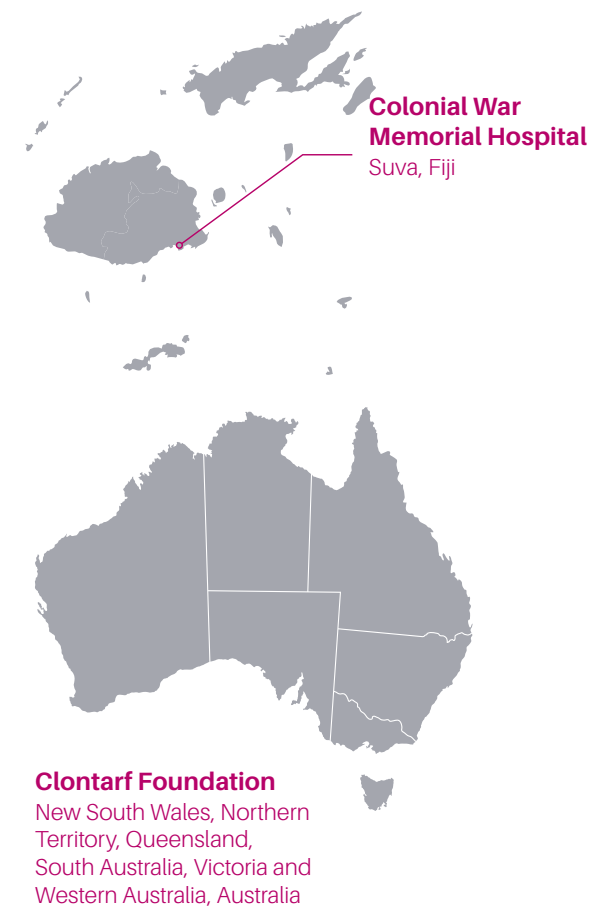 Colonial War
Memorial Hospital
Suva, Fiji
Clontarf Foundation
New South Wales, Northern
Territory, Queensland,
South Australia, Victoria and
Western Australia, Australia